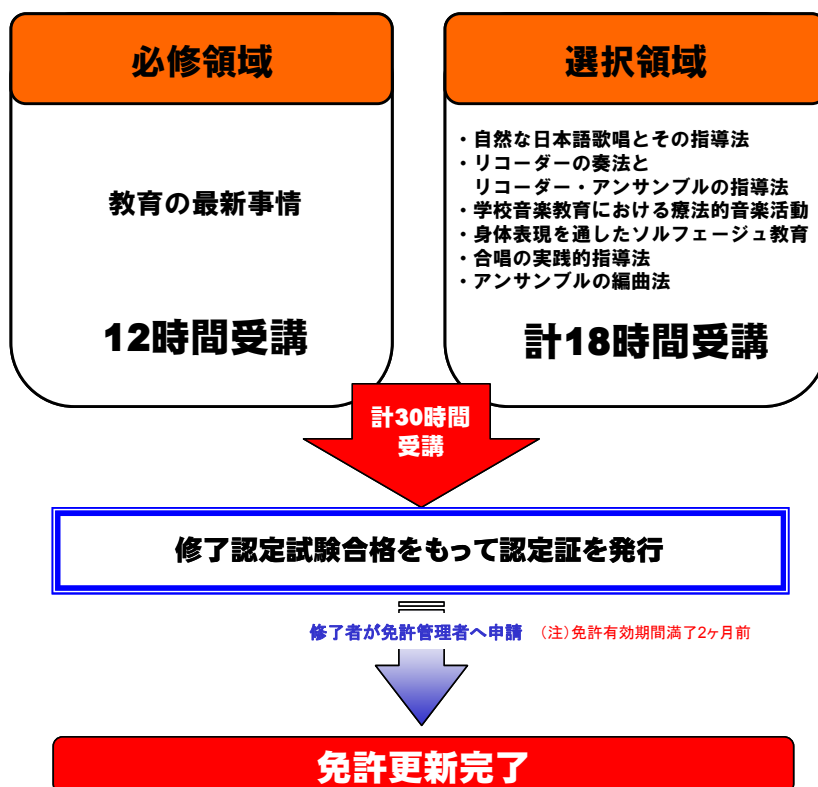 必修領域
教育の最新事情
12時間受講
選択領域
・自然な日本語歌唱とその指導法
・リコーダーの奏法と
リコーダー・アンサンブルの指導法
・学校音楽教育における療法的音楽活動
・身体表現を通したソルフェージュ教育
・合唱の実践的指導法
・アンサンブルの編曲法
計18時間受講
計30時間
受講
修了認定試験合格をもって認定証を発行
修了者が免許管理者へ申請 (注)免許有効期間満了2ヶ月前
免許更新完了